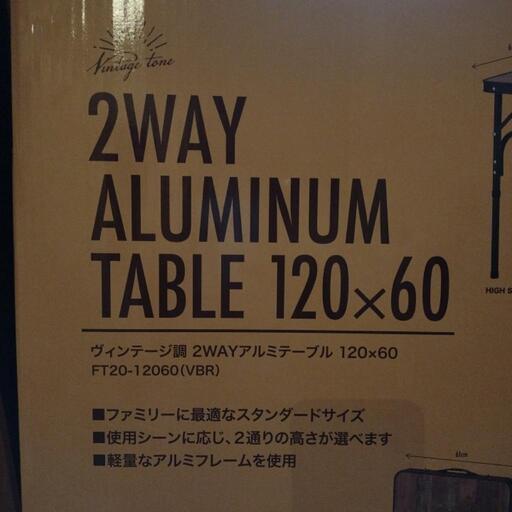 Vintage tone
2WAY
ALUMINUM
TABLE 120×60
ヴィンテージ調 2WAYアルミテーブル 120×60
FT20-12060(VBR)
■ファミリーに最適なスタンダードサイズ
■使用シーンに応じ、2通りの高さが選べます
■軽量なアルミフレームを使用
HIGH S
61cm